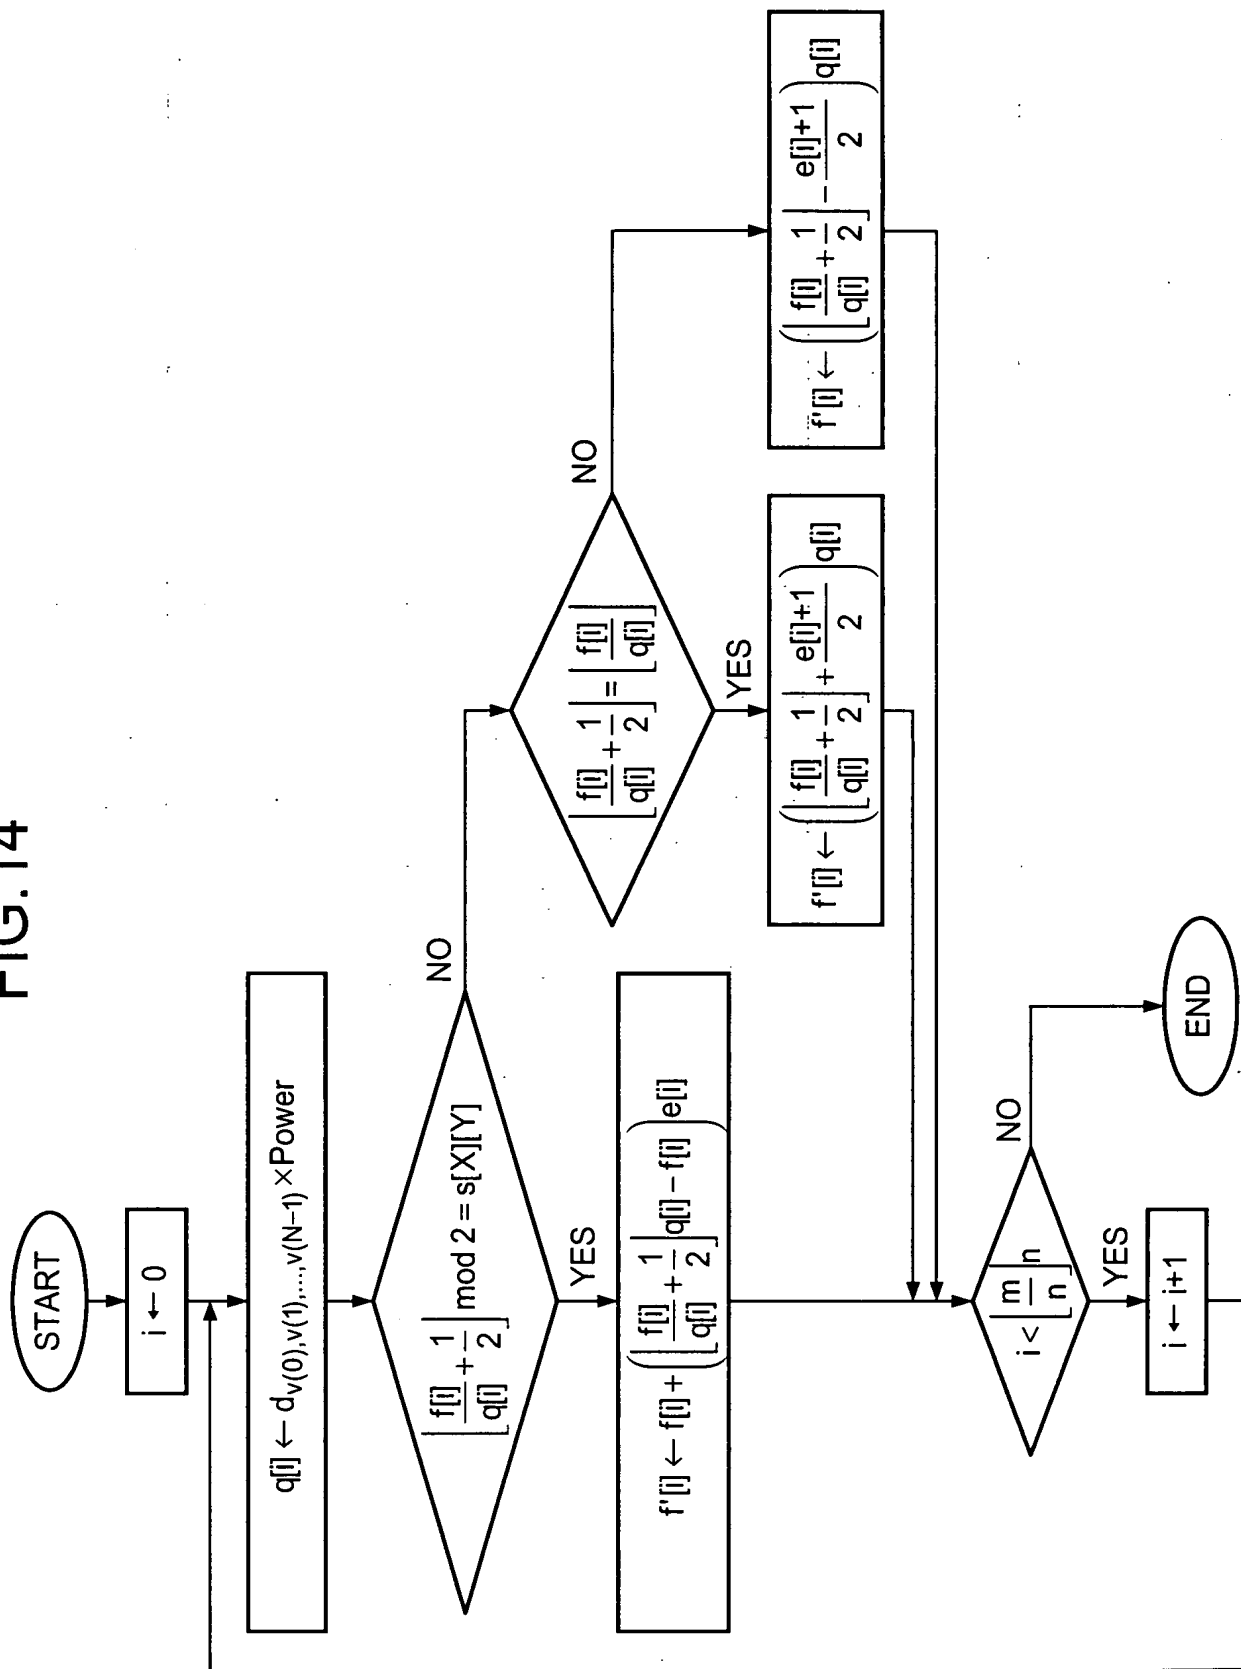 FIG.14
START
i ← 0
q[i] ← d_{v(0),v(1),...,v(N−1)} ×Power
⌊f[i]/q[i] + 1/2⌋ mod 2 = s[X][Y]
NO
YES
⌊f[i]/q[i] + 1/2⌋ = ⌊f[i]/q[i]⌋
NO
YES
f'[i] ← f[i] + (⌊f[i]/q[i] + 1/2⌋ q[i] − f[i]) e[i]
f'[i] ← (⌊f[i]/q[i] + 1/2⌋ + e[i]+1/2) q[i]
f'[i] ← (⌊f[i]/q[i] + 1/2⌋ − e[i]+1/2) q[i]
i < ⌊m/n⌋ n
NO
YES
i ← i+1
END